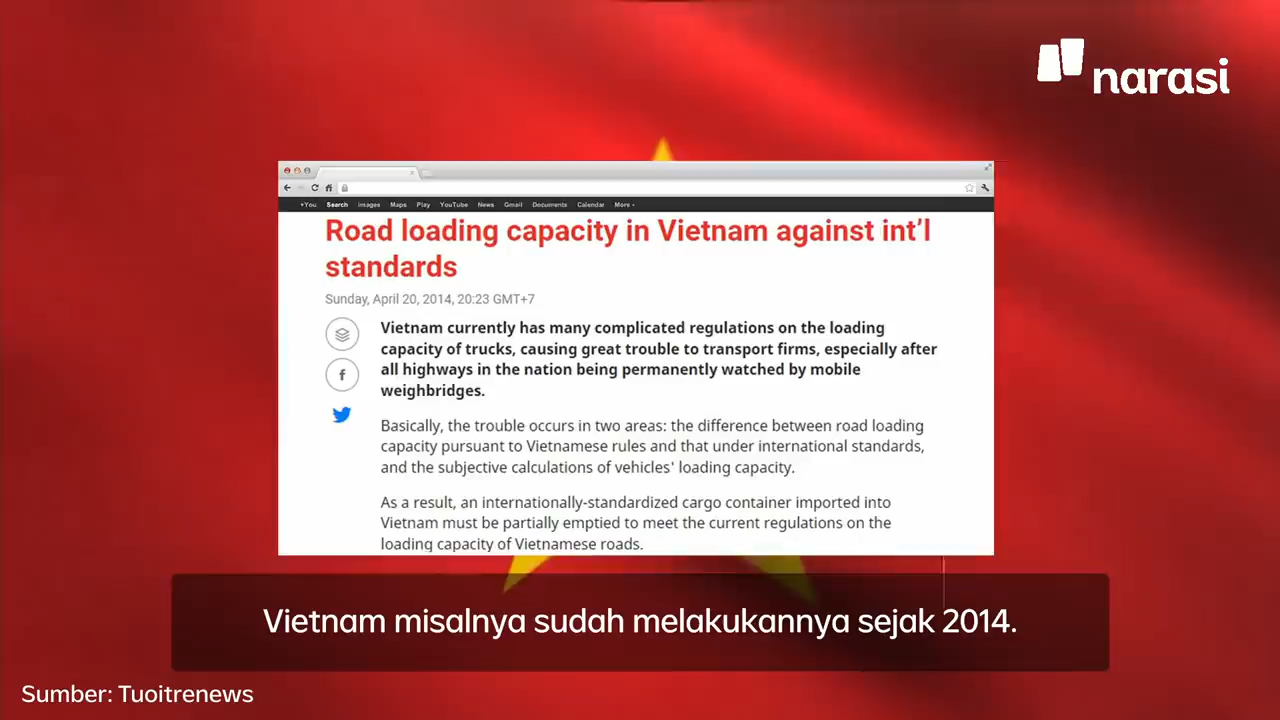 narasi
+You Search Images Maps Play YouTube News Gmail Documents Calendar More
Road loading capacity in Vietnam against int'l
standards
Sunday, April 20, 2014, 20:23 GMT+7
Vietnam currently has many complicated regulations on the loading
capacity of trucks, causing great trouble to transport firms, especially after
all highways in the nation being permanently watched by mobile
weighbridges.
Basically, the trouble occurs in two areas: the difference between road loading
capacity pursuant to Vietnamese rules and that under international standards,
and the subjective calculations of vehicles' loading capacity.
As a result, an internationally-standardized cargo container imported into
Vietnam must be partially emptied to meet the current regulations on the
loading capacity of Vietnamese roads.
Vietnam misalnya sudah melakukannya sejak 2014.
Sumber: Tuoitrenews